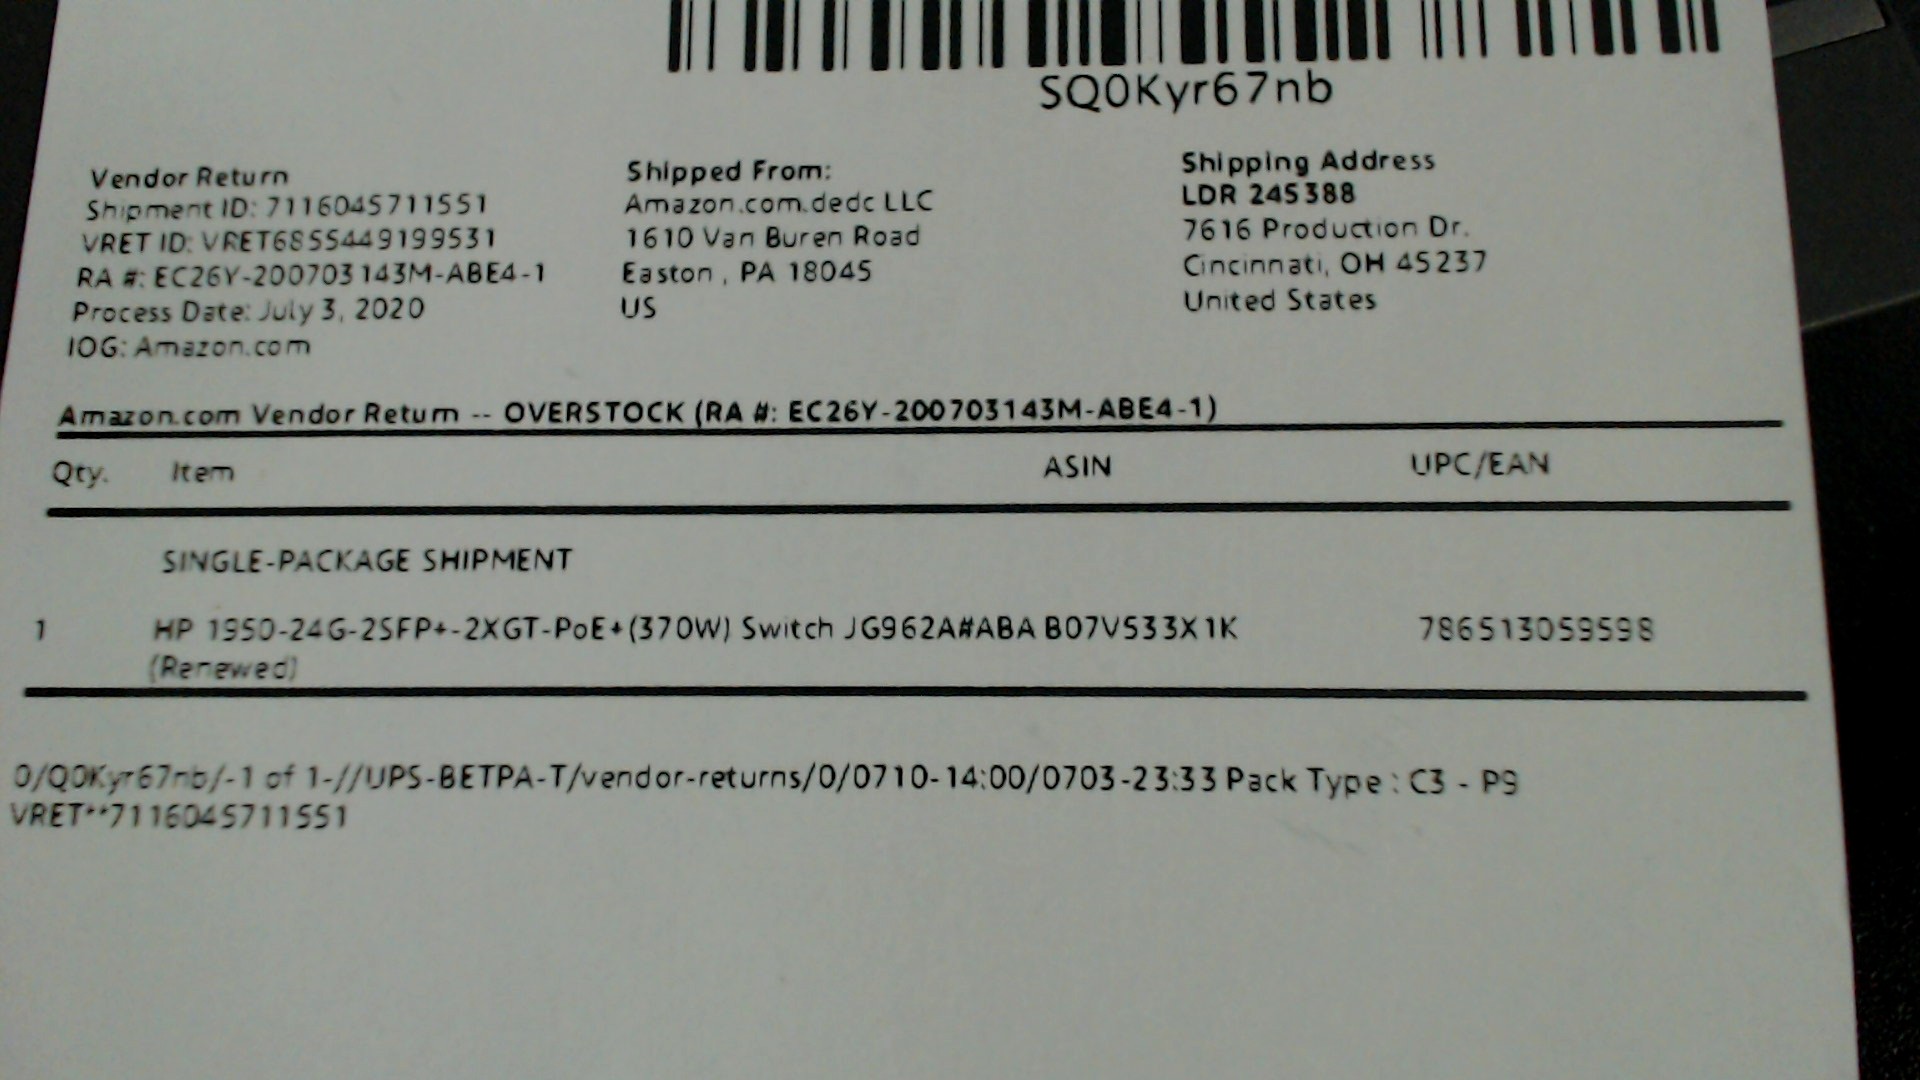 SQ0Kyr67nb
Vendor Return
Shipment ID: 7116045711551
VRET ID: VRET6855449199531
RA #: EC26Y-200703143M-ABE4-1
Process Date: July 3, 2020
IOG: Amazon.com
Shipped From:
Amazon.com.dedc LLC
1610 Van Buren Road
Easton , PA 18045
US
Shipping Address
LDR 245388
7616 Production Dr.
Cincinnati, OH 45237
United States
Amazon.com Vendor Return -- OVERSTOCK (RA #: EC26Y-200703143M-ABE4-1)
Qty. Item ASIN UPC/EAN
SINGLE-PACKAGE SHIPMENT
1 HP 1950-24G-2SFP+-2XGT-PoE+(370W) Switch JG962A#ABA B07V533X1K 786513059598
(Renewed)
0/Q0Kyr67nb/-1 of 1-//UPS-BETPA-T/vendor-returns/0/0710-14:00/0703-23:33 Pack Type : C3 - P9
VRET**7116045711551